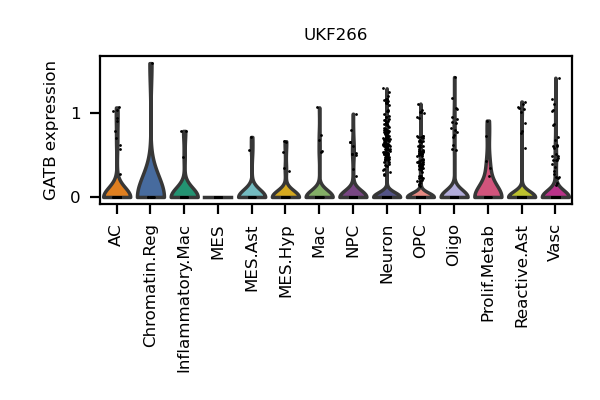 UKF266
GATB expression
1
0
AC
Chromatin.Reg
Inflammatory.Mac
MES
MES.Ast
MES.Hyp
Mac
NPC
Neuron
OPC
Oligo
Prolif.Metab
Reactive.Ast
Vasc